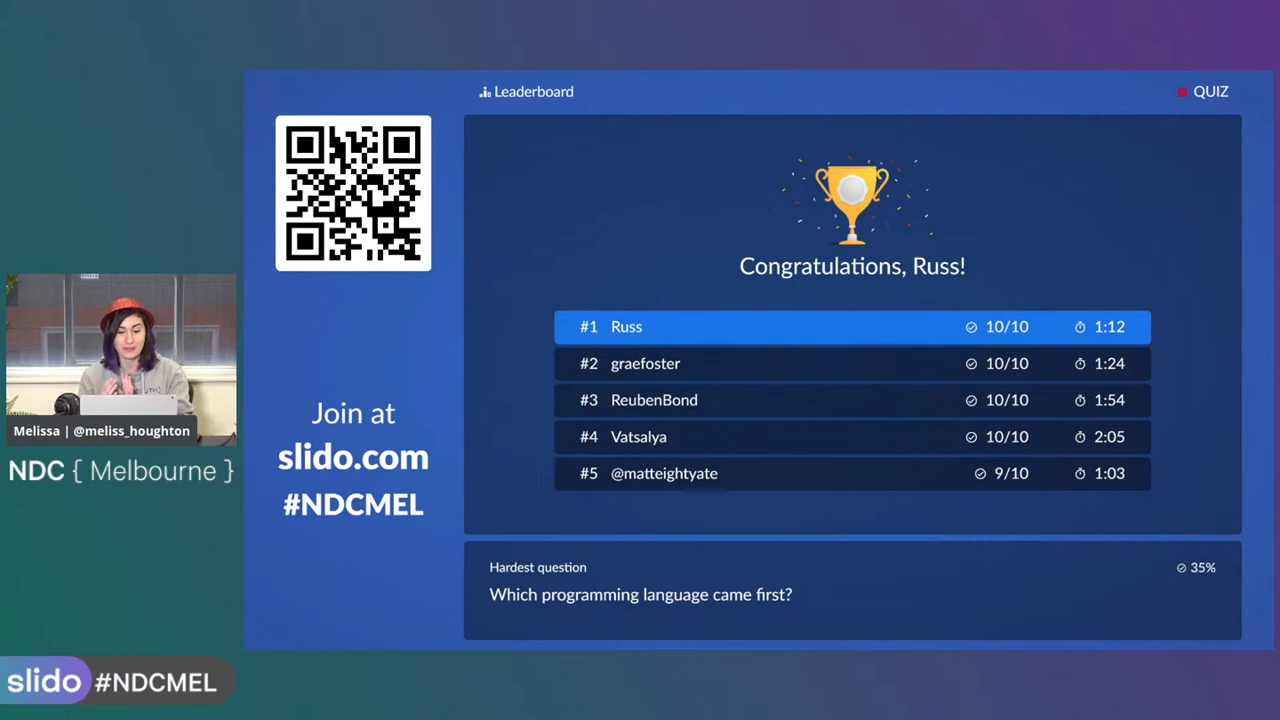 Leaderboard
QUIZ
Congratulations, Russ!
#1 Russ 10/10 1:12
#2 graefoster 10/10 1:24
#3 ReubenBond 10/10 1:54
#4 Vatsalya 10/10 2:05
#5 @matteightyate 9/10 1:03
Join at
slido.com
#NDCMEL
Melissa | @meliss_houghton
NDC { Melbourne }
Hardest question
35%
Which programming language came first?
slido #NDCMEL